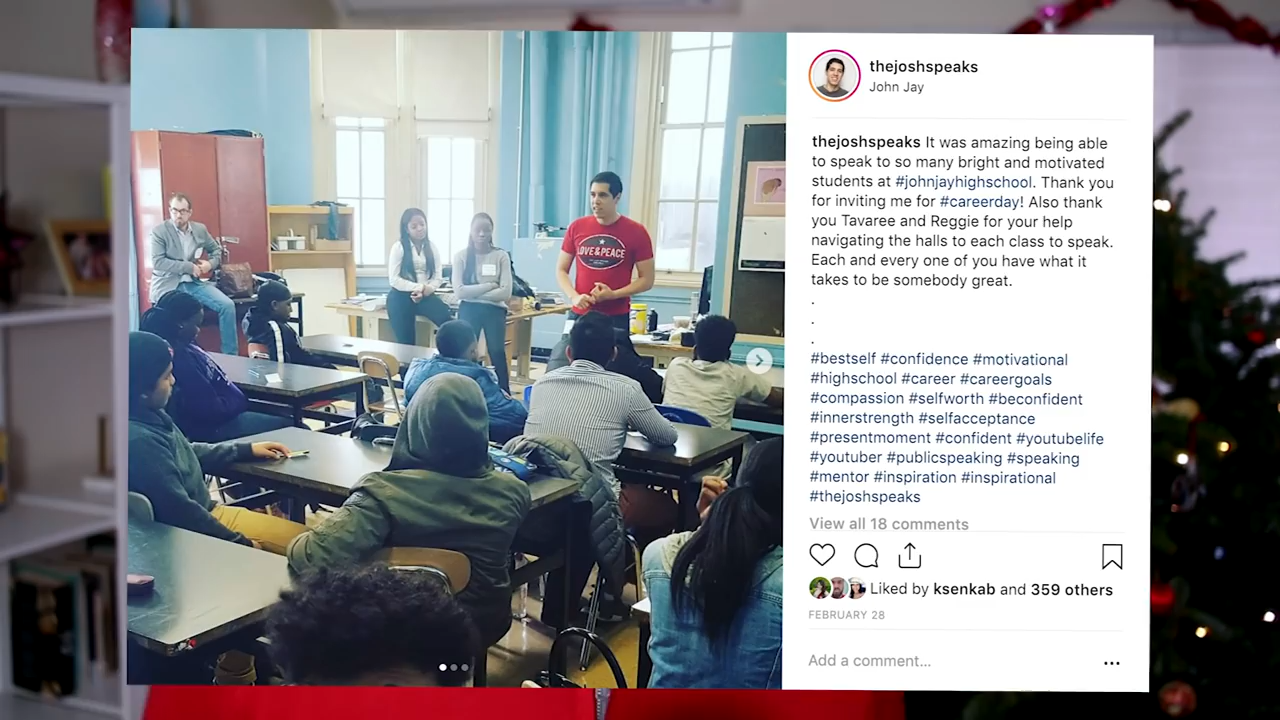 thejoshspeaks
John Jay
thejoshspeaks It was amazing being able
to speak to so many bright and motivated
students at #johnjayhighschool. Thank you
for inviting me for #careerday! Also thank
you Tavaree and Reggie for your help
navigating the halls to each class to speak.
Each and every one of you have what it
takes to be somebody great.
.
.
.
#bestself #confidence #motivational
#highschool #career #careergoals
#compassion #selfworth #beconfident
#innerstrength #selfacceptance
#presentmoment #confident #youtubelife
#youtuber #publicspeaking #speaking
#mentor #inspiration #inspirational
#thejoshspeaks
View all 18 comments
Liked by ksenkab and 359 others
FEBRUARY 28
Add a comment...
LOVE&PEACE